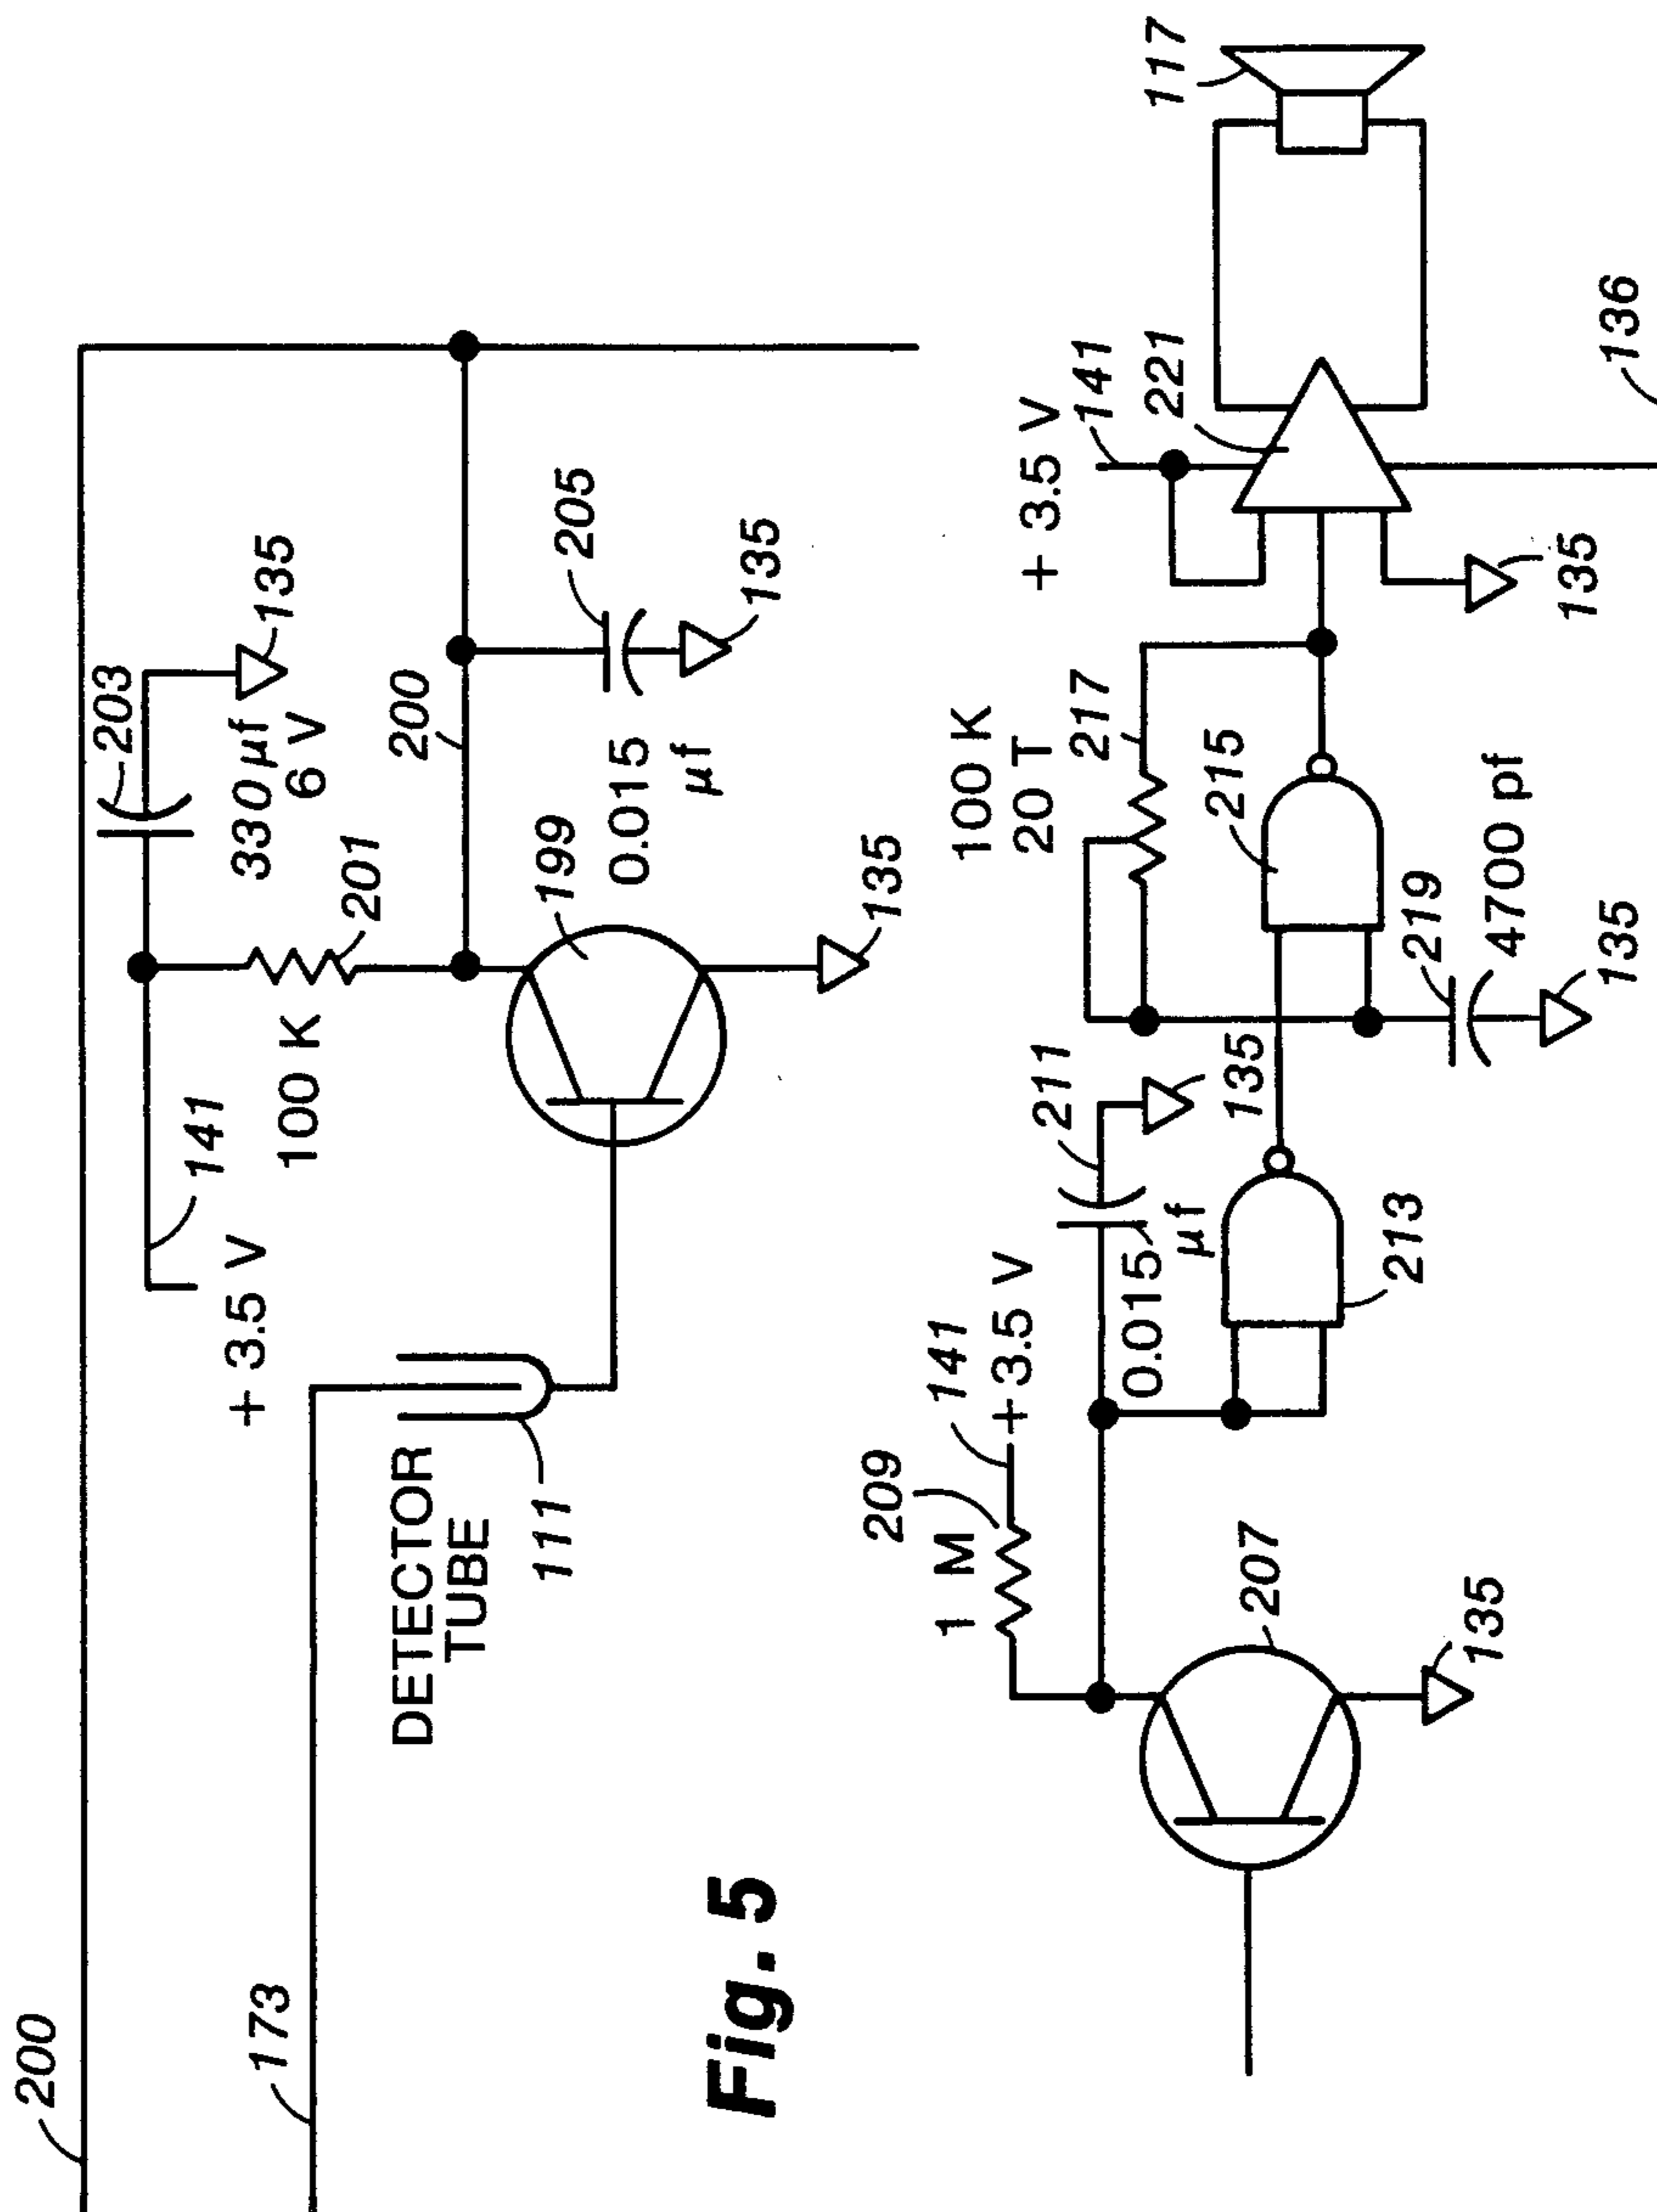 200
173
+ 3.5 V
141
203
135
330 µf
6 V
100 K
201
DETECTOR
TUBE
111
200
199
205
0.015
µf
135
135
Fig. 5
209
1 M
141
+ 3.5 V
207
135
211
0.015
µf
135
213
100 K
20 T
217
215
219
4700 pf
135
+ 3.5 V
141
221
117
135
136